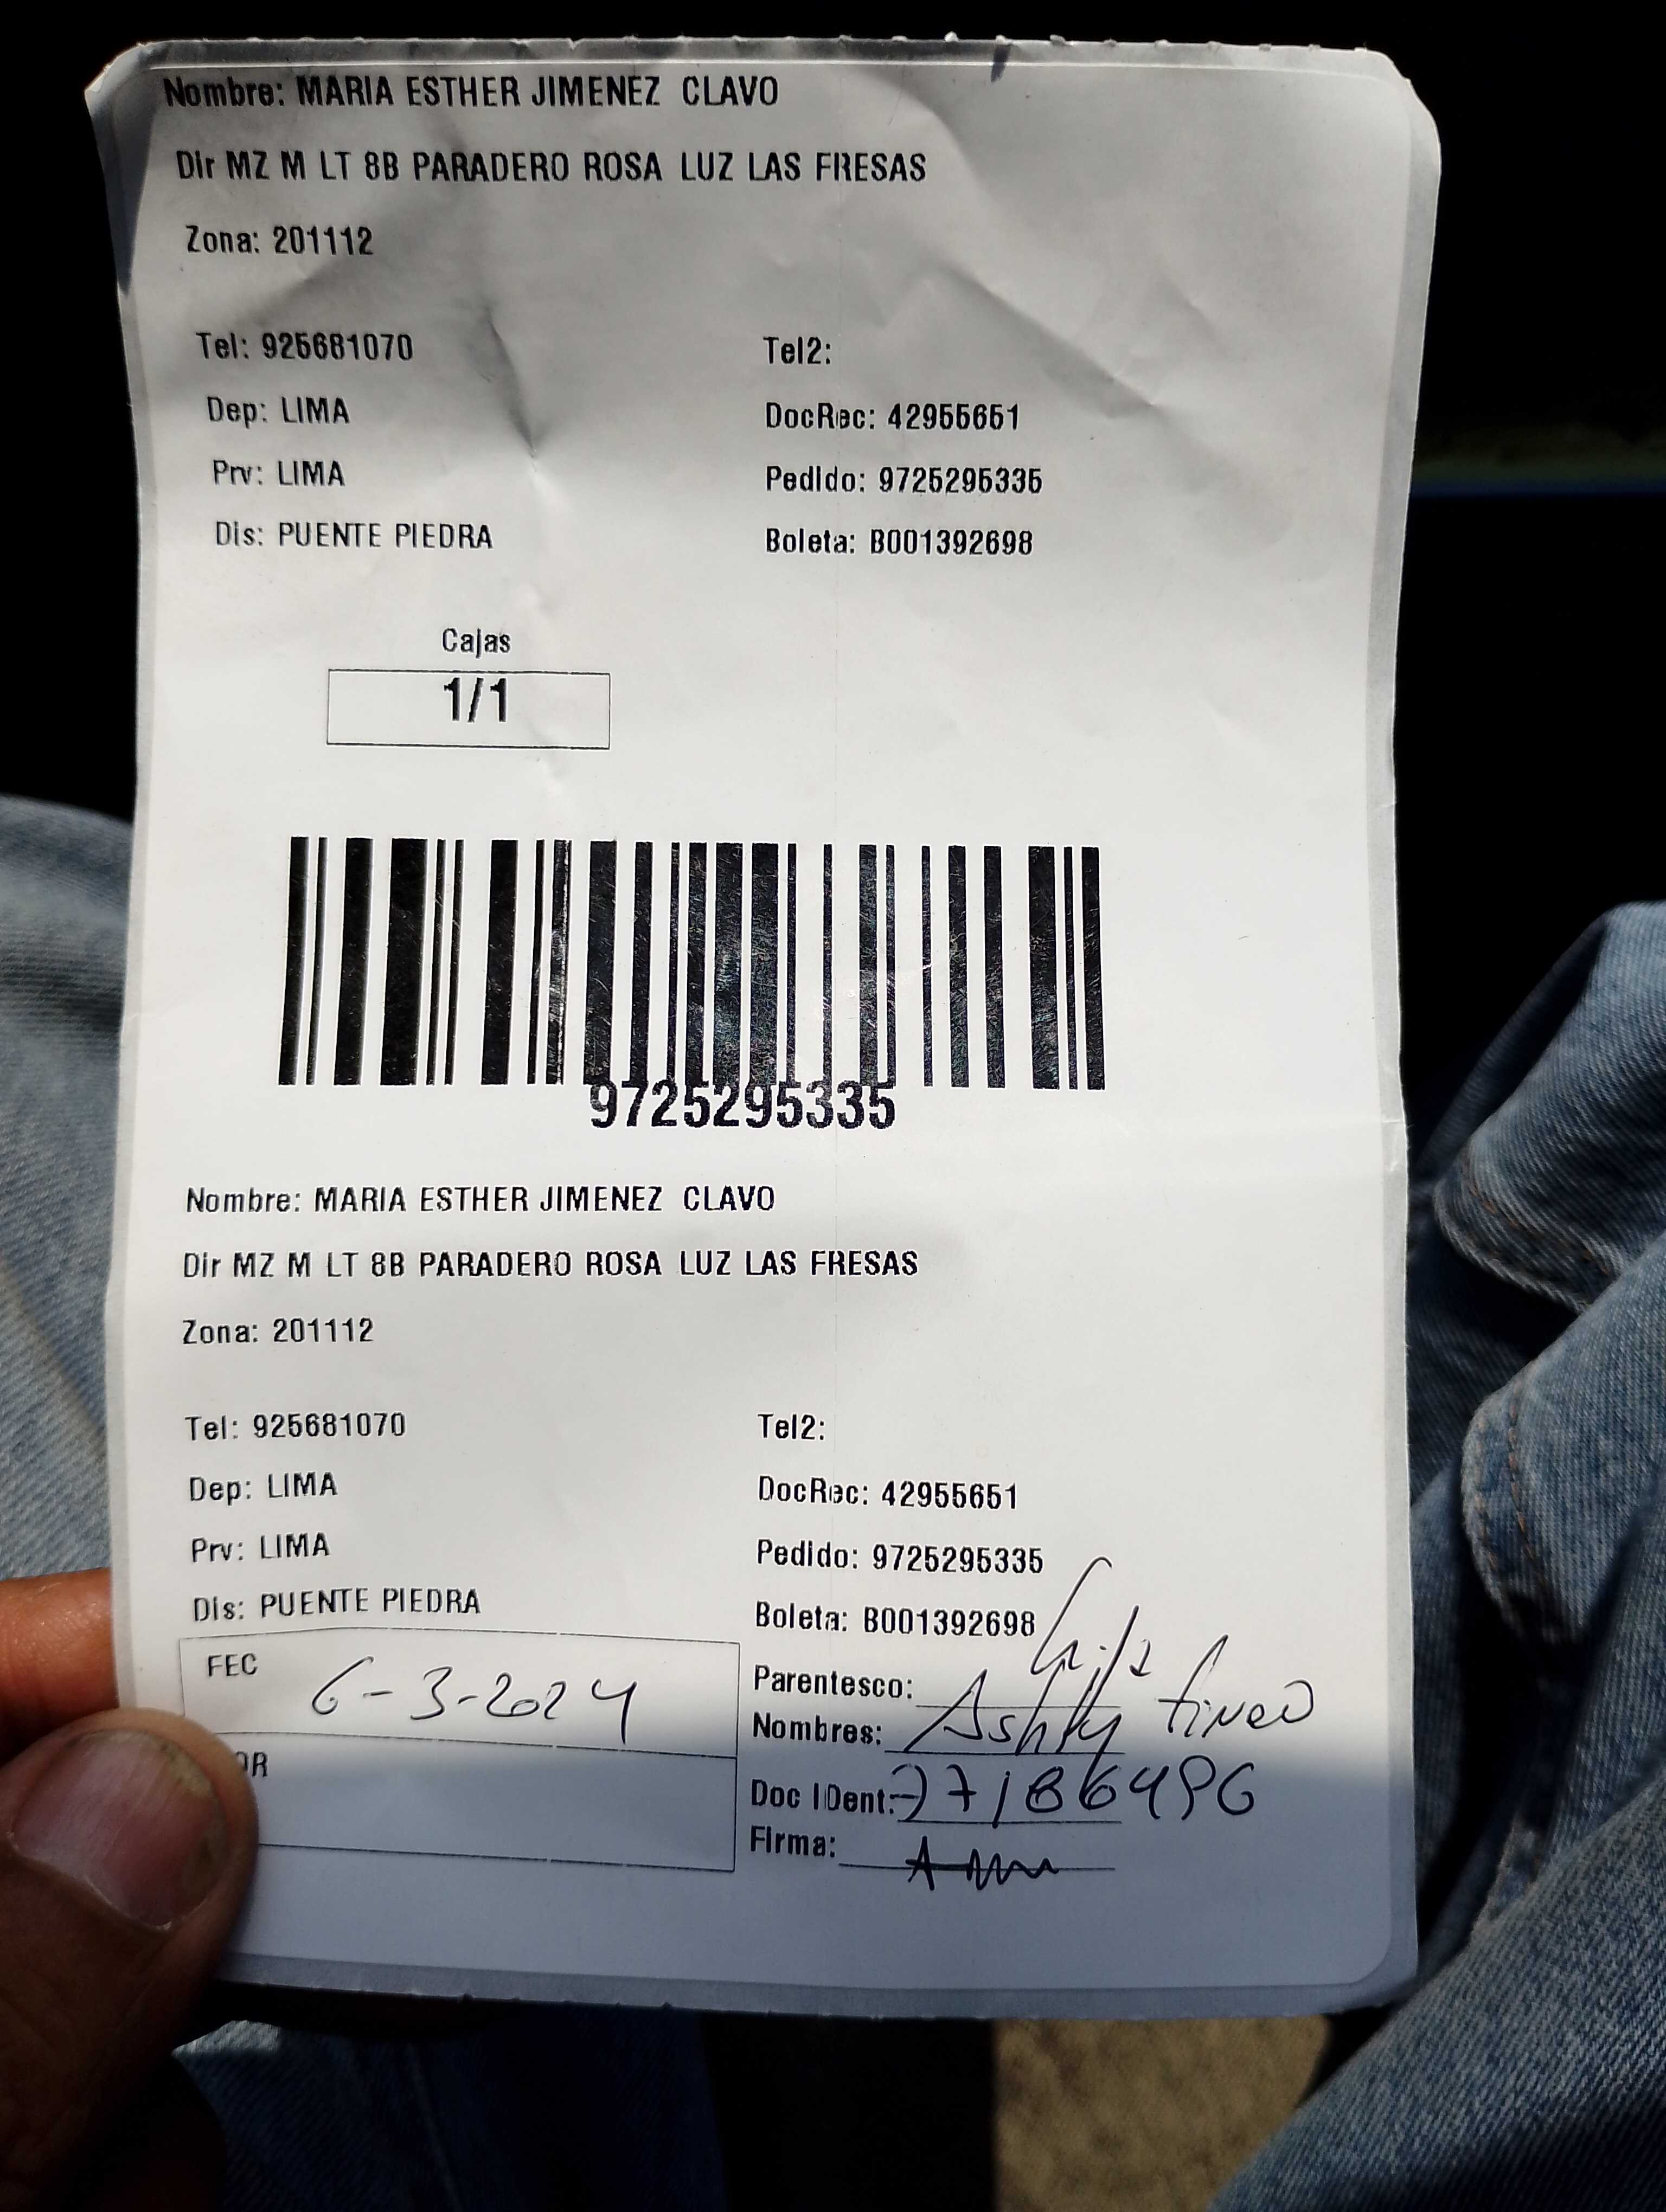 Nombre: MARIA ESTHER JIMENEZ CLAVO
Dir MZ M LT 8B PARADERO ROSA LUZ LAS FRESAS
Zona: 201112
Tel: 925681070 Tel2:
Dep: LIMA DocRec: 42955651
Prv: LIMA Pedido: 9725295335
Dis: PUENTE PIEDRA Boleta: B001392698
Cajas
1/1
9725295335
Nombre: MARIA ESTHER JIMENEZ CLAVO
Dir MZ M LT 8B PARADERO ROSA LUZ LAS FRESAS
Zona: 201112
Tel: 925681070 Tel2:
Dep: LIMA DocRec: 42955651
Prv: LIMA Pedido: 9725295335
Dis: PUENTE PIEDRA Boleta: B001392698
FEC 6-3-2024
Parentesco:
Nombres: Ashly tineo
Doc IDent: 77186496
Firma: